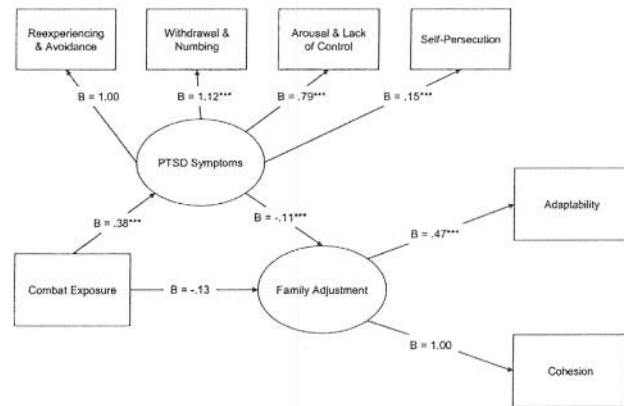 Reexperiencing
& Avoidance
Withdrawal &
Numbing
Arousal & Lack
of Control
Self-Persecution
B = 1.00
B = 1.12***
B = .79***
B = .15***
PTSD Symptoms
B = .38***
B = -.11***
B = .47***
Adaptability
Combat Exposure
B = -.13
Family Adjustment
B = 1.00
Cohesion